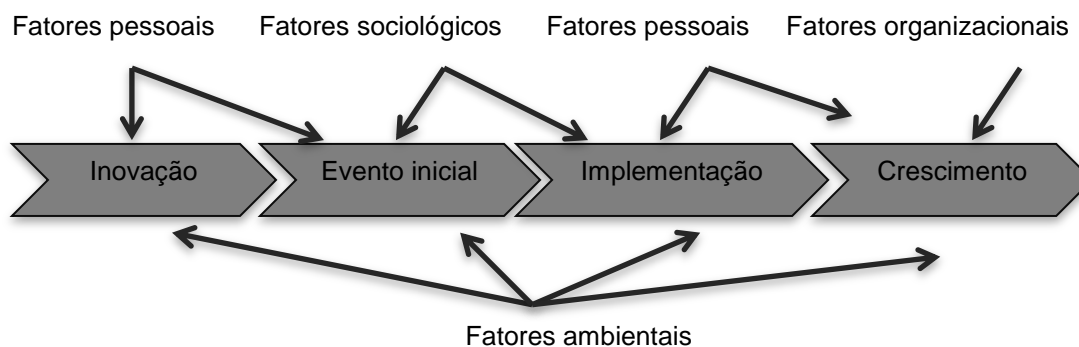 Fatores pessoais Fatores sociológicos Fatores pessoais Fatores organizacionais
Inovação Evento inicial Implementação Crescimento
Fatores ambientais